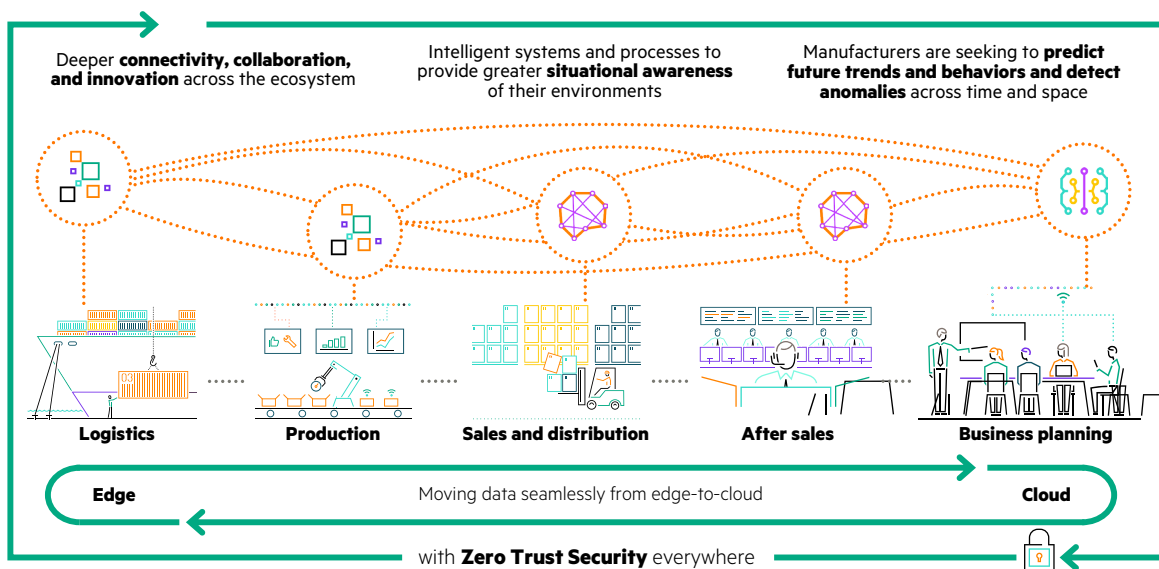 Deeper connectivity, collaboration,
and innovation across the ecosystem
Intelligent systems and processes to
provide greater situational awareness
of their environments
Manufacturers are seeking to predict
future trends and behaviors and detect
anomalies across time and space
03
Logistics
Production
Sales and distribution
After sales
Business planning
Edge
Moving data seamlessly from edge-to-cloud
Cloud
with Zero Trust Security everywhere